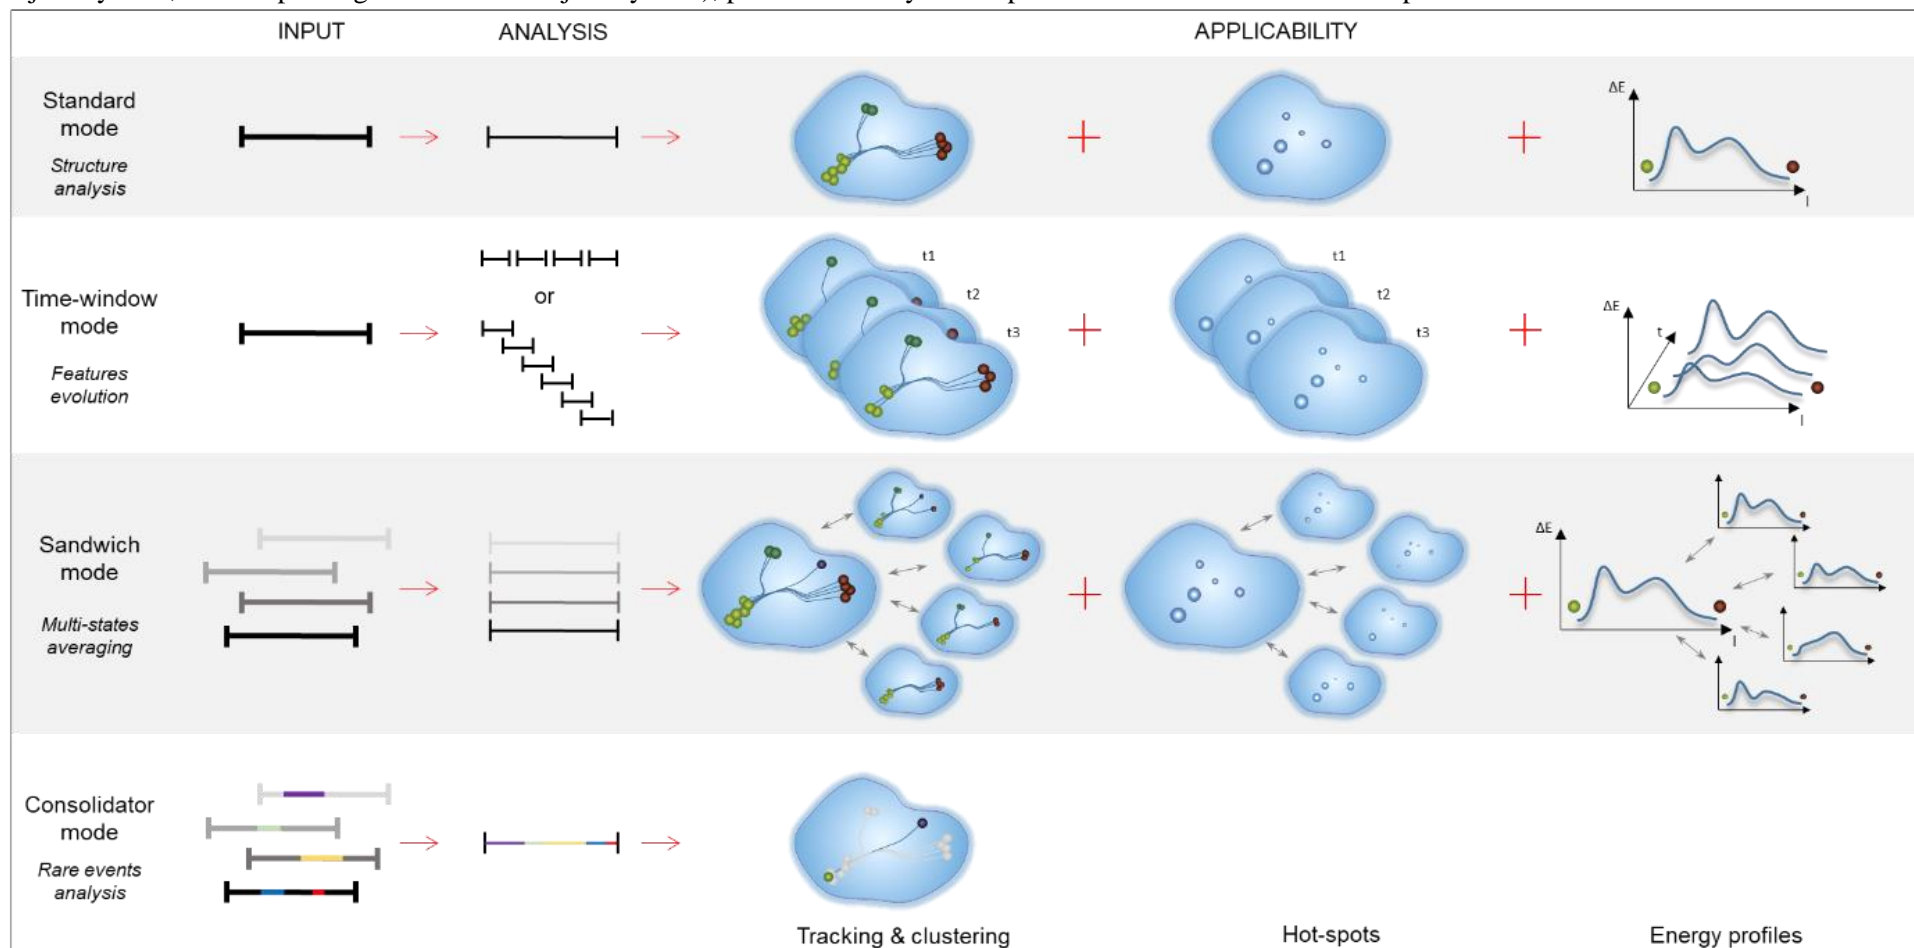 INPUT ANALYSIS APPLICABILITY
Standard
mode
Structure
analysis
ΔE
l
Time-window
mode
Features
evolution
or
t1
t2
t3
t1
t2
t3
ΔE
t
l
Sandwich
mode
Multi-states
averaging
ΔE
l
Consolidator
mode
Rare events
analysis
Tracking & clustering Hot-spots Energy profiles